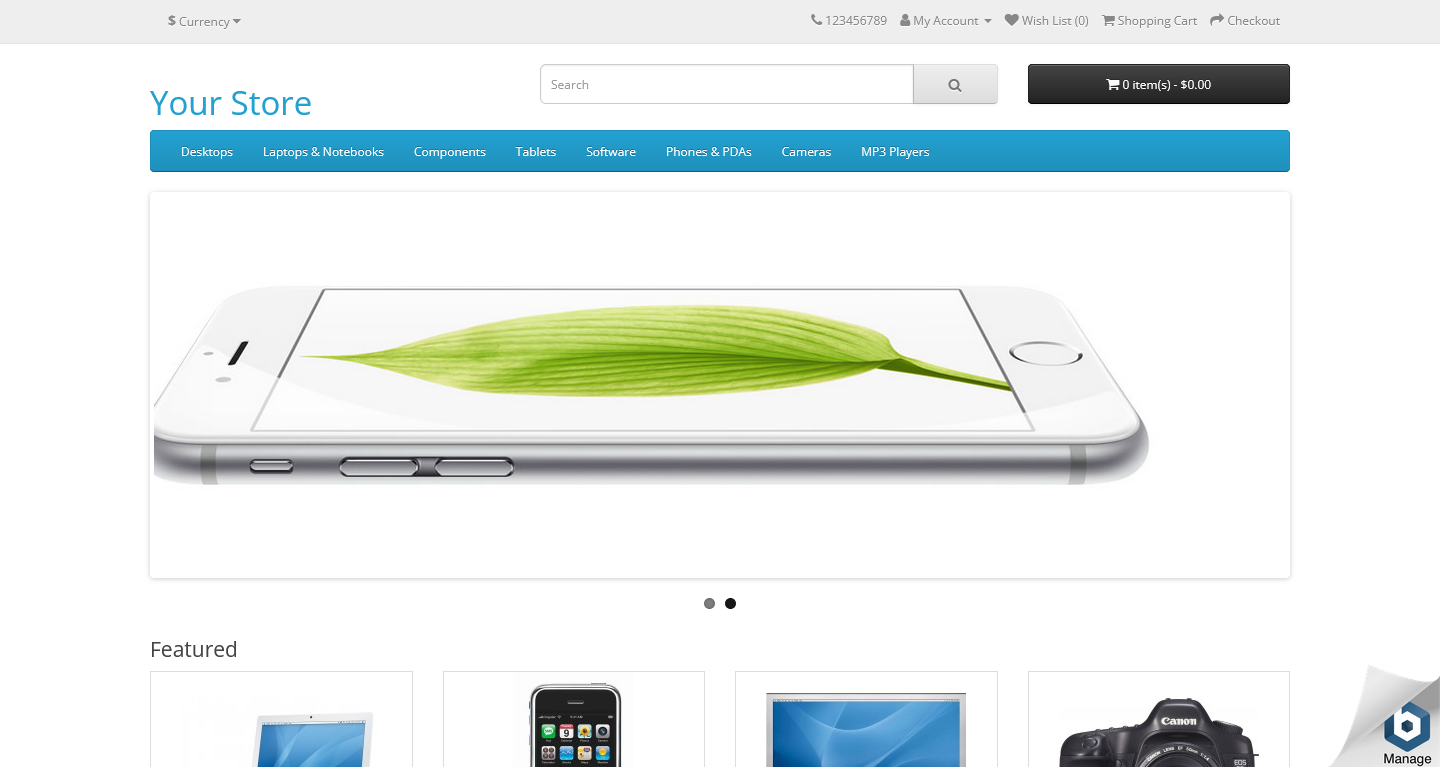 $ Currency
123456789 My Account Wish List (0) Shopping Cart Checkout
Search
0 item(s) - $0.00
Your Store
Desktops Laptops & Notebooks Components Tablets Software Phones & PDAs Cameras MP3 Players
Featured
Canon
Manage